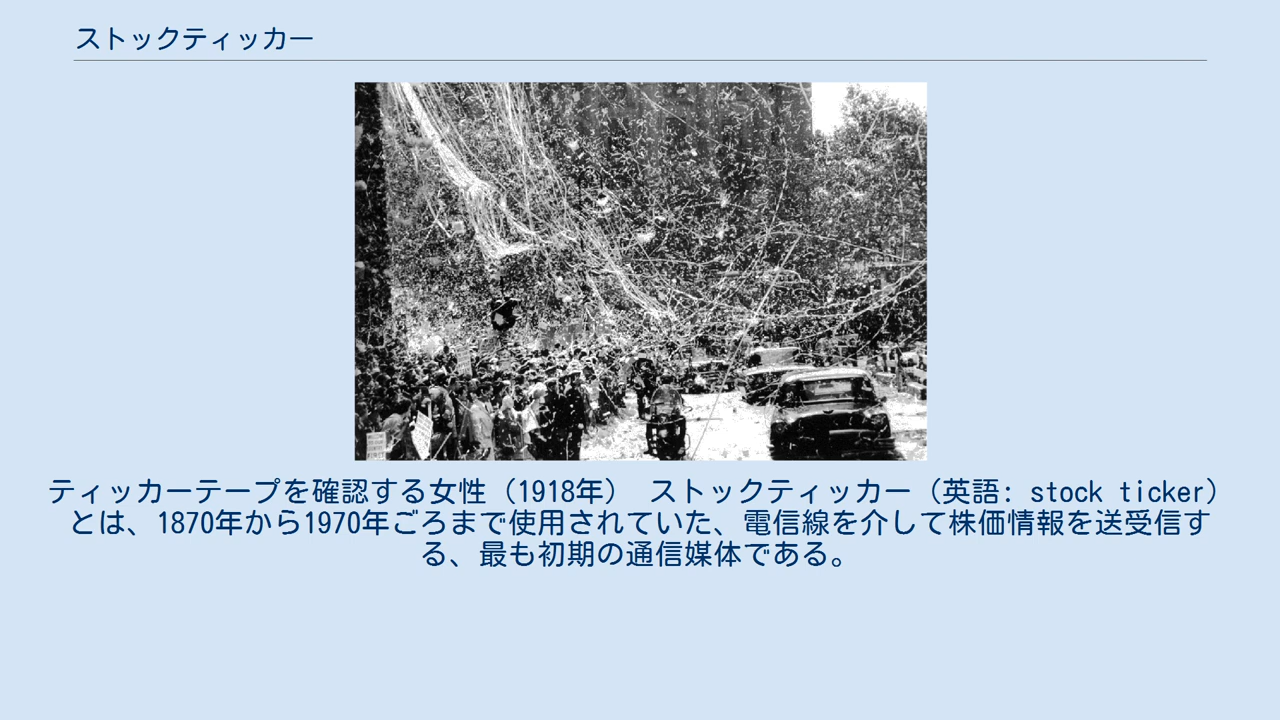 ストックティッカー
ティッカーテープを確認する女性（1918年） ストックティッカー（英語: stock ticker）
とは、1870年から1970年ごろまで使用されていた、電信線を介して株価情報を送受信す
る、最も初期の通信媒体である。